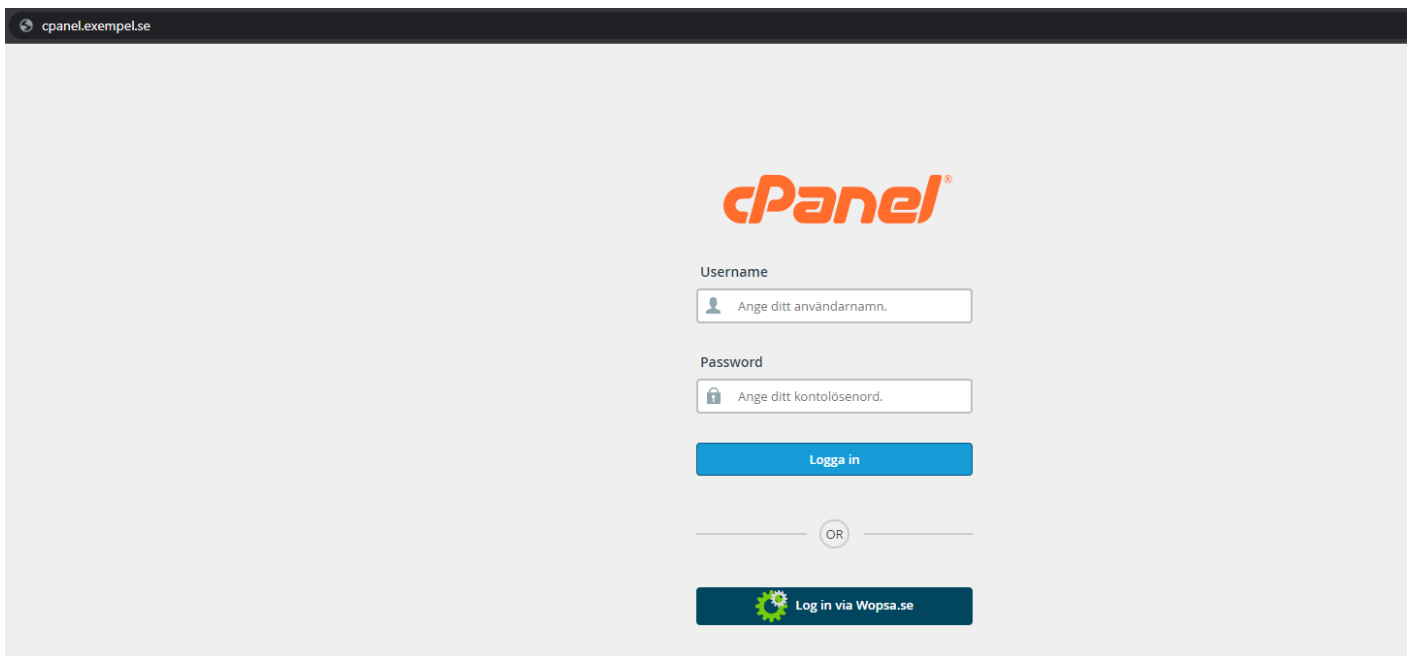 cpanel.exempel.se
cPanel®
Username
Ange ditt användarnamn.
Password
Ange ditt kontolösenord.
Logga in
OR
Log in via Wopsa.se